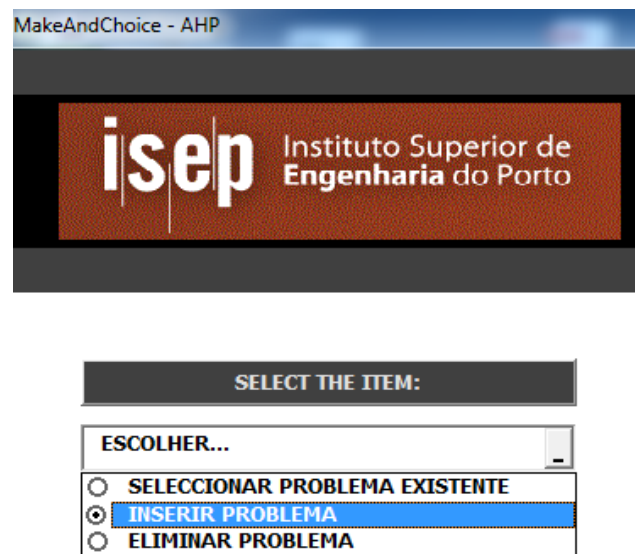 MakeAndChoice - AHP
isep Instituto Superior de
Engenharia do Porto
SELECT THE ITEM:
ESCOLHER...
SELECCIONAR PROBLEMA EXISTENTE
INSERIR PROBLEMA
ELIMINAR PROBLEMA